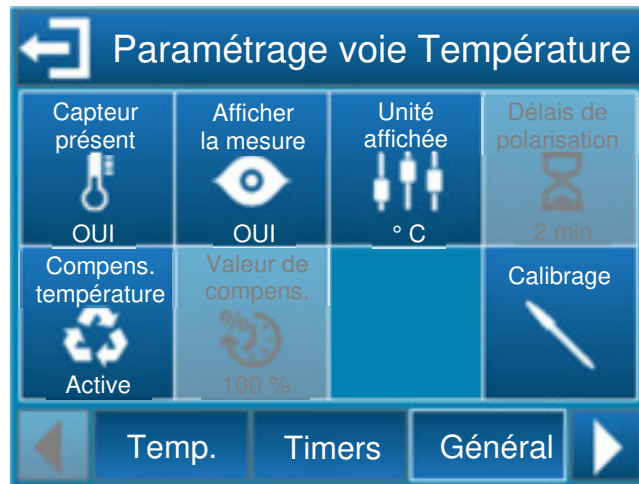 Paramétrage voie Température
Capteur
présent
OUI
Afficher
la mesure
OUI
Unité
affichée
° C
Délais de
polarisation
2 min
Compens.
température
Active
Valeur de
compens.
%
100 %
Calibrage
Temp.
Timers
Général